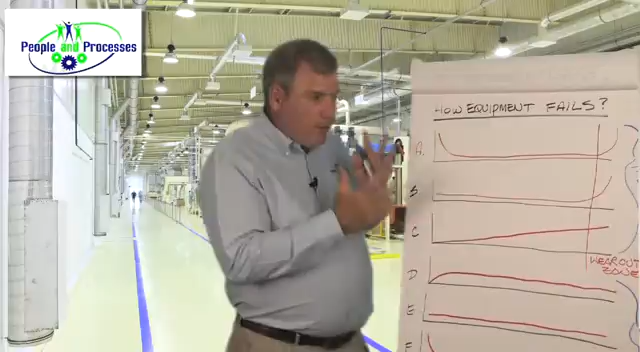 People and Processes
HOW EQUIPMENT FAILS?
A.
B
C
WEAROUT
ZONE
D
E
F